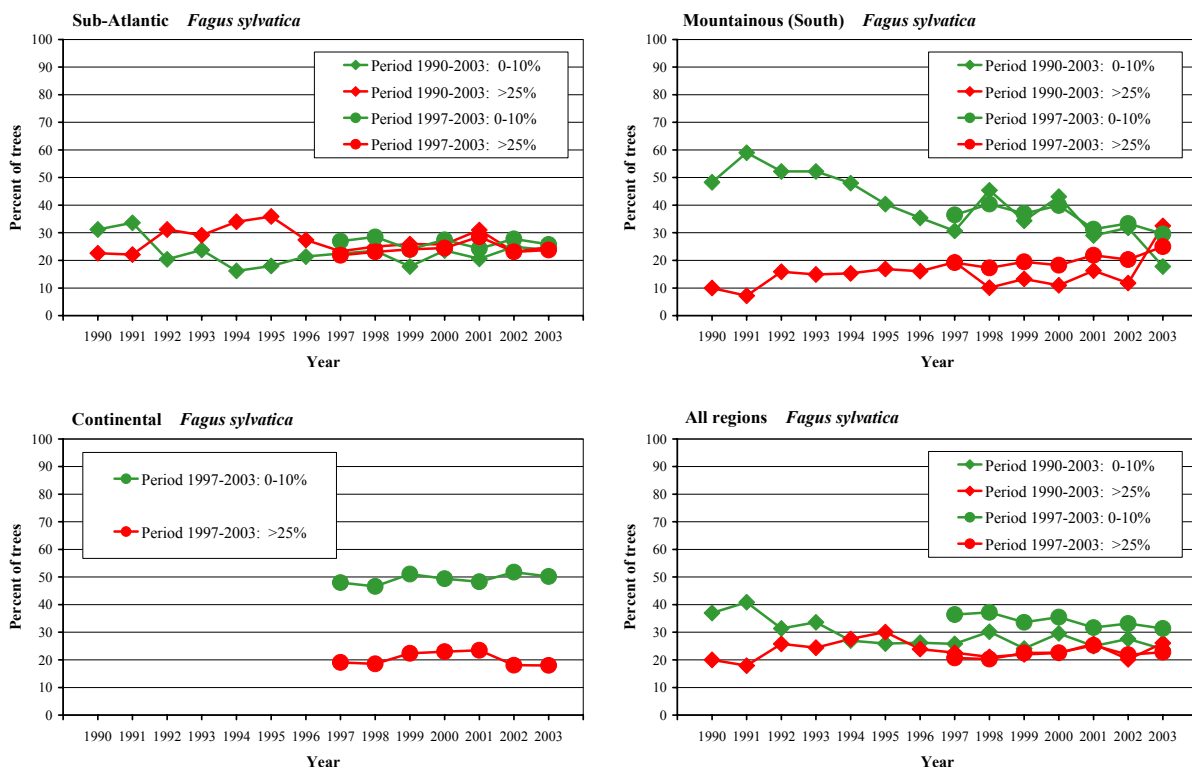 Sub-Atlantic Fagus sylvatica
100
90
80
70
60
50
40
30
20
10
0
Percent of trees
Period 1990-2003: 0-10%
Period 1990-2003: >25%
Period 1997-2003: 0-10%
Period 1997-2003: >25%
1990 1991 1992 1993 1994 1995 1996 1997 1998 1999 2000 2001 2002 2003
Year
Mountainous (South) Fagus sylvatica
100
90
80
70
60
50
40
30
20
10
0
Percent of trees
Period 1990-2003: 0-10%
Period 1990-2003: >25%
Period 1997-2003: 0-10%
Period 1997-2003: >25%
1990 1991 1992 1993 1994 1995 1996 1997 1998 1999 2000 2001 2002 2003
Year
Continental Fagus sylvatica
100
90
80
70
60
50
40
30
20
10
0
Percent of trees
Period 1997-2003: 0-10%
Period 1997-2003: >25%
1990 1991 1992 1993 1994 1995 1996 1997 1998 1999 2000 2001 2002 2003
Year
All regions Fagus sylvatica
100
90
80
70
60
50
40
30
20
10
0
Percent of trees
Period 1990-2003: 0-10%
Period 1990-2003: >25%
Period 1997-2003: 0-10%
Period 1997-2003: >25%
1990 1991 1992 1993 1994 1995 1996 1997 1998 1999 2000 2001 2002 2003
Year